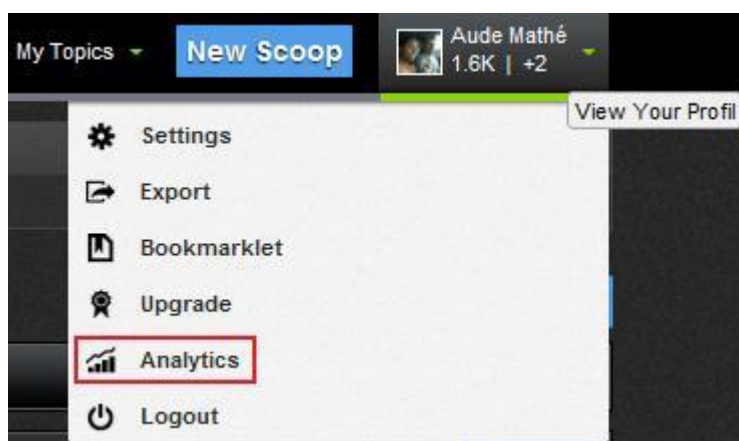 My Topics
New Scoop
Aude Mathé
1.6K | +2
View Your Profil
Settings
Export
Bookmarklet
Upgrade
Analytics
Logout